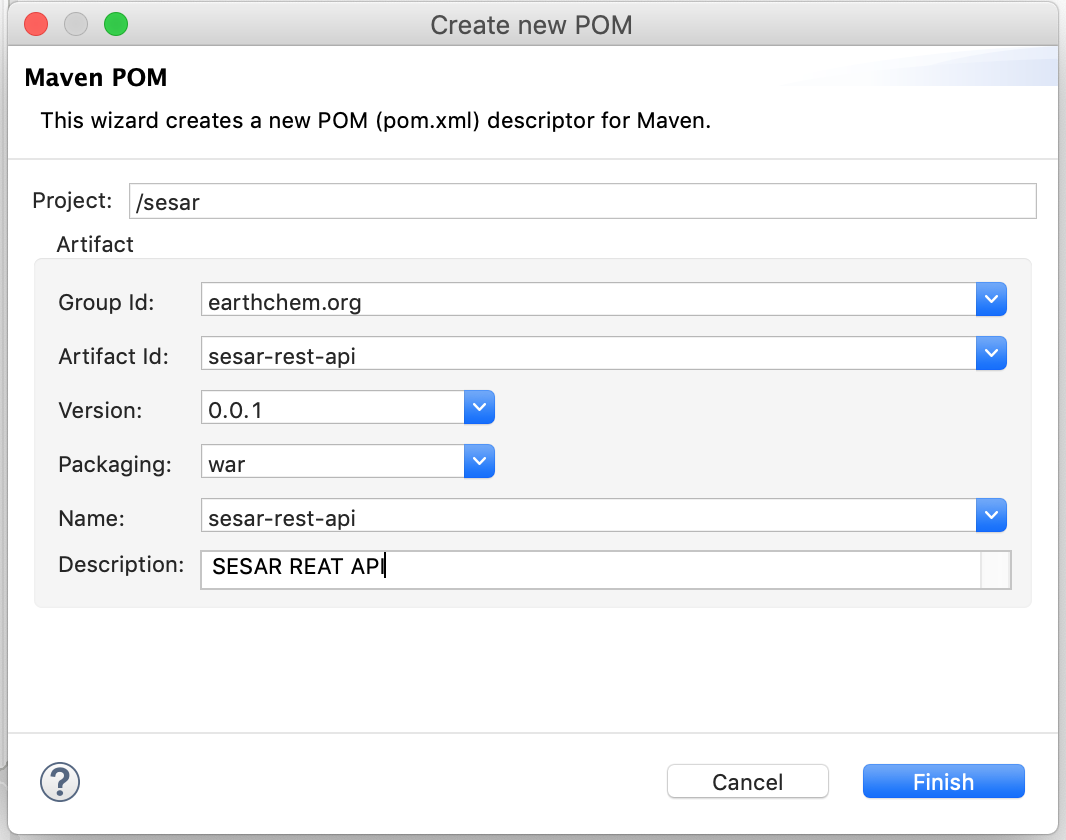 Create new POM
Maven POM
This wizard creates a new POM (pom.xml) descriptor for Maven.
Project: /sesar
Artifact
Group Id: earthchem.org
Artifact Id: sesar-rest-api
Version: 0.0.1
Packaging: war
Name: sesar-rest-api
Description: SESAR REAT API
? Cancel Finish